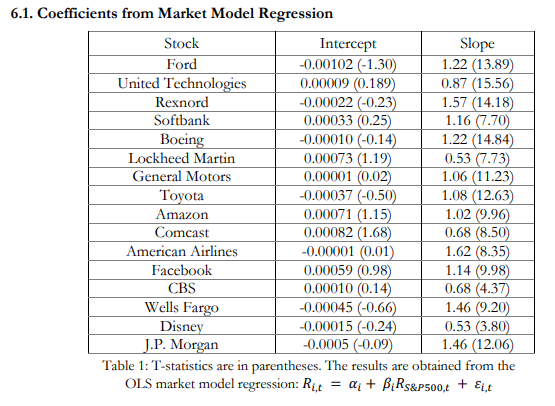 6.1. Coefficients from Market Model Regression
Stock Intercept Slope
Ford -0.00102 (-1.30) 1.22 (13.89)
United Technologies 0.00009 (0.189) 0.87 (15.56)
Rexnord -0.00022 (-0.23) 1.57 (14.18)
Softbank 0.00033 (0.25) 1.16 (7.70)
Boeing -0.00010 (-0.14) 1.22 (14.84)
Lockheed Martin 0.00073 (1.19) 0.53 (7.73)
General Motors 0.00001 (0.02) 1.06 (11.23)
Toyota -0.00037 (-0.50) 1.08 (12.63)
Amazon 0.00071 (1.15) 1.02 (9.96)
Comcast 0.00082 (1.68) 0.68 (8.50)
American Airlines -0.00001 (0.01) 1.62 (8.35)
Facebook 0.00059 (0.98) 1.14 (9.98)
CBS 0.00010 (0.14) 0.68 (4.37)
Wells Fargo -0.00045 (-0.66) 1.46 (9.20)
Disney -0.00015 (-0.24) 0.53 (3.80)
J.P. Morgan -0.0005 (-0.09) 1.46 (12.06)
Table 1: T-statistics are in parentheses. The results are obtained from the
OLS market model regression: R_{i,t} = α_i + β_i R_{S&P500,t} + ε_{i,t}